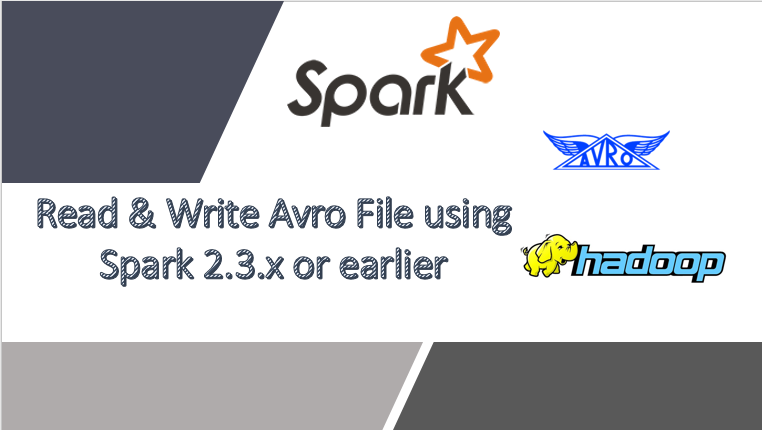 Spark
AVRO
Read & Write Avro File using
Spark 2.3.x or earlier
hadoop